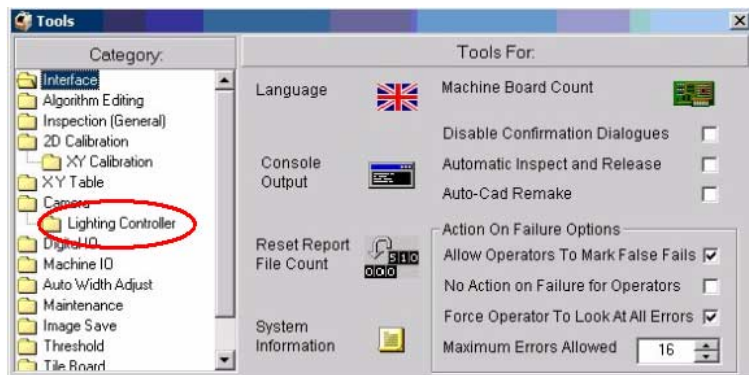 Tools
Category:
Interface
Algorithm Editing
Inspection (General)
2D Calibration
XY Calibration
XY Table
Camera
Lighting Controller
Digital IO
Machine IO
Auto Width Adjust
Maintenance
Image Save
Threshold
Tile Board
Tools For:
Language
Console
Output
Reset Report
File Count
510
000
System
Information
Machine Board Count
Disable Confirmation Dialogues
Automatic Inspect and Release
Auto-Cad Remake
Action On Failure Options
Allow Operators To Mark False Fails
No Action on Failure for Operators
Force Operator To Look At All Errors
Maximum Errors Allowed 16